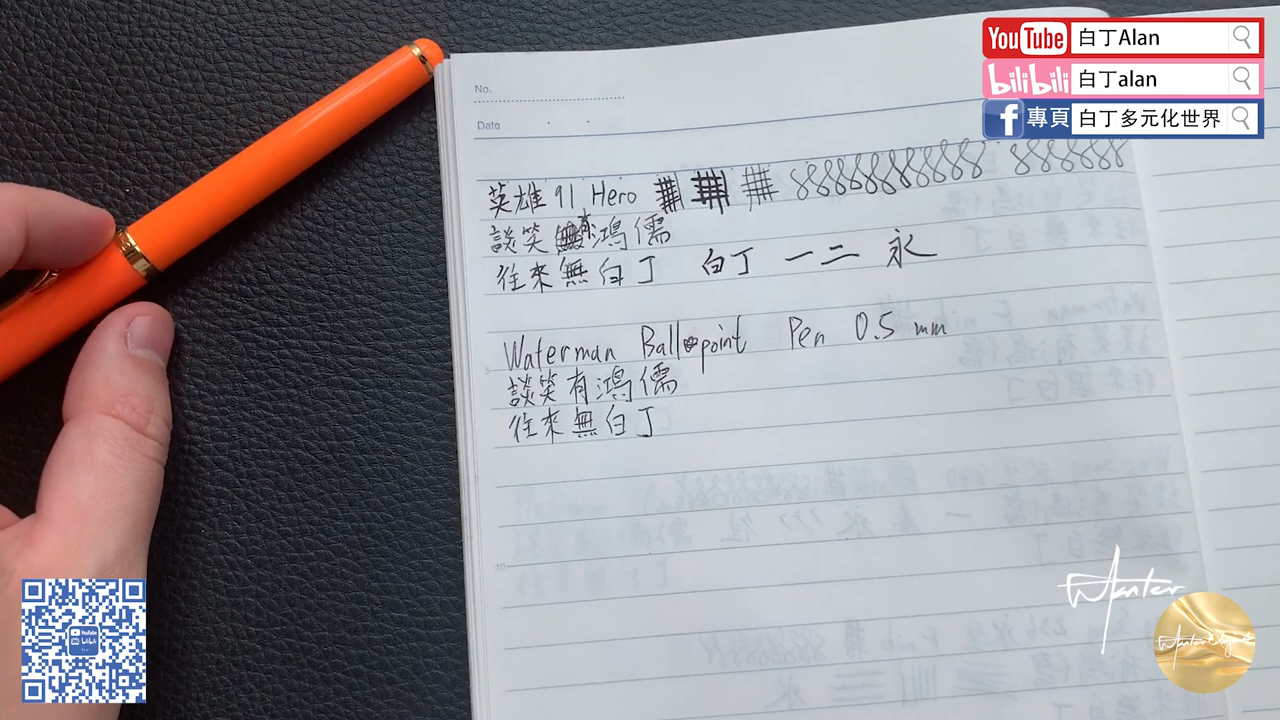 YouTube 白丁Alan
bilibili 白丁alan
f 專頁 白丁多元化世界
No.
Date
英雄 91 Hero 888888888 888888
談笑 鴻儒
往來無白丁 白丁 一二 永
Waterman Ballpoint Pen 0.5 mm
談笑有鴻儒
往來無白丁
5
10